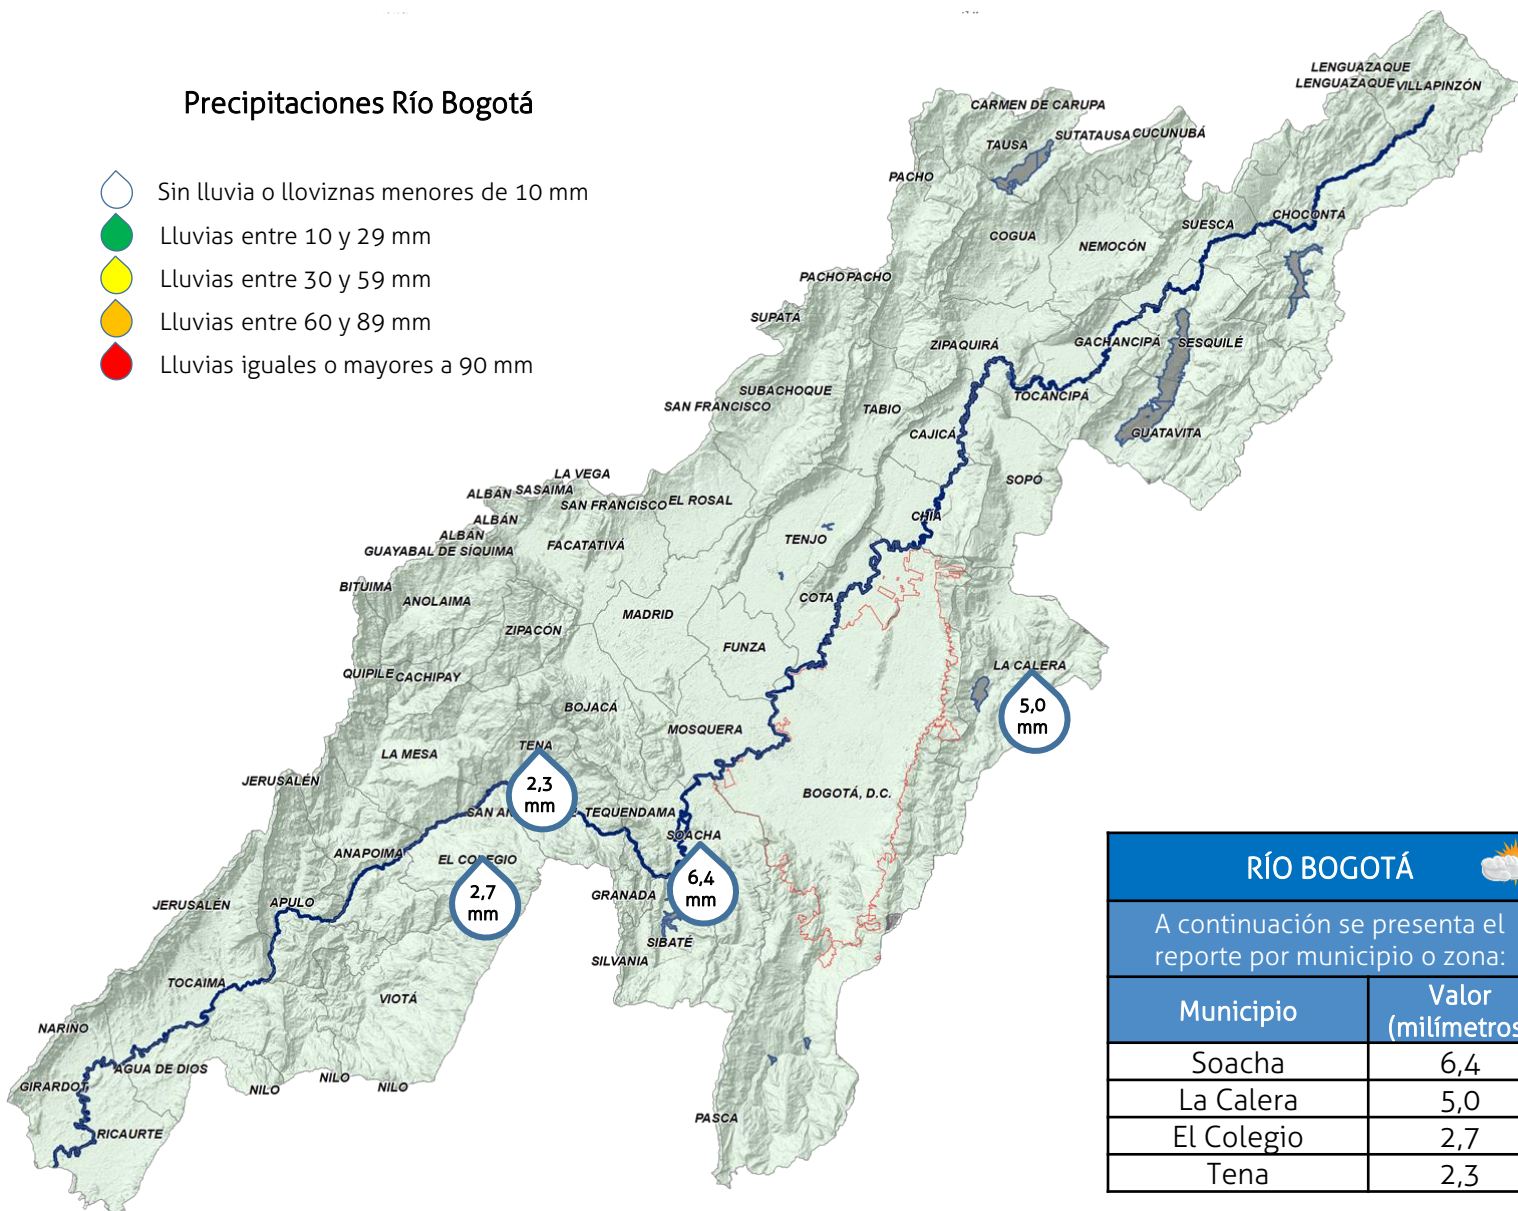 Precipitaciones Río Bogotá
Sin lluvia o lloviznas menores de 10 mm
Lluvias entre 10 y 29 mm
Lluvias entre 30 y 59 mm
Lluvias entre 60 y 89 mm
Lluvias iguales o mayores a 90 mm
LENGUAZAQUE
LENGUAZAQUE VILLAPINZÓN
CARMEN DE CARUPA
TAUSA SUTATAUSA CUCUNUBÁ
PACHO
CHOCONTÁ
SUESCA
COGUA
NEMOCÓN
PACHO PACHO
SUPATÁ
ZIPAQUIRÁ
GACHANCIPÁ SESQUILÉ
SUBACHOQUE
SAN FRANCISCO
TABIO
TOCANCIPÁ
CAJICÁ
GUATAVITA
LA VEGA
SOPÓ
ALBÁN SASAIMA
SAN FRANCISCO EL ROSAL
ALBÁN
CHÍA
ALBÁN
TENJO
GUAYABAL DE SÍQUIMA
FACATATIVÁ
BITUIMA
ANOLAIMA
COTA
MADRID
ZIPACÓN
FUNZA
LA CALERA
QUIPILE CACHIPAY
5,0
mm
BOJACÁ
MOSQUERA
TENA
LA MESA
JERUSALÉN
2,3
mm
BOGOTÁ, D.C.
SAN TEQUENDAMA
SOACHA
ANAPOIMA
EL COLEGIO
2,7
mm
6,4
mm
GRANADA
JERUSALÉN
APULO
SIBATÉ
SILVANIA
TOCAIMA
VIOTÁ
NARIÑO
AGUA DE DIOS
GIRARDOT
NILO
NILO
NILO
PASCA
RICAURTE
RÍO BOGOTÁ
A continuación se presenta el
reporte por municipio o zona:
Municipio
Valor
(milímetros
Soacha 6,4
La Calera 5,0
El Colegio 2,7
Tena 2,3